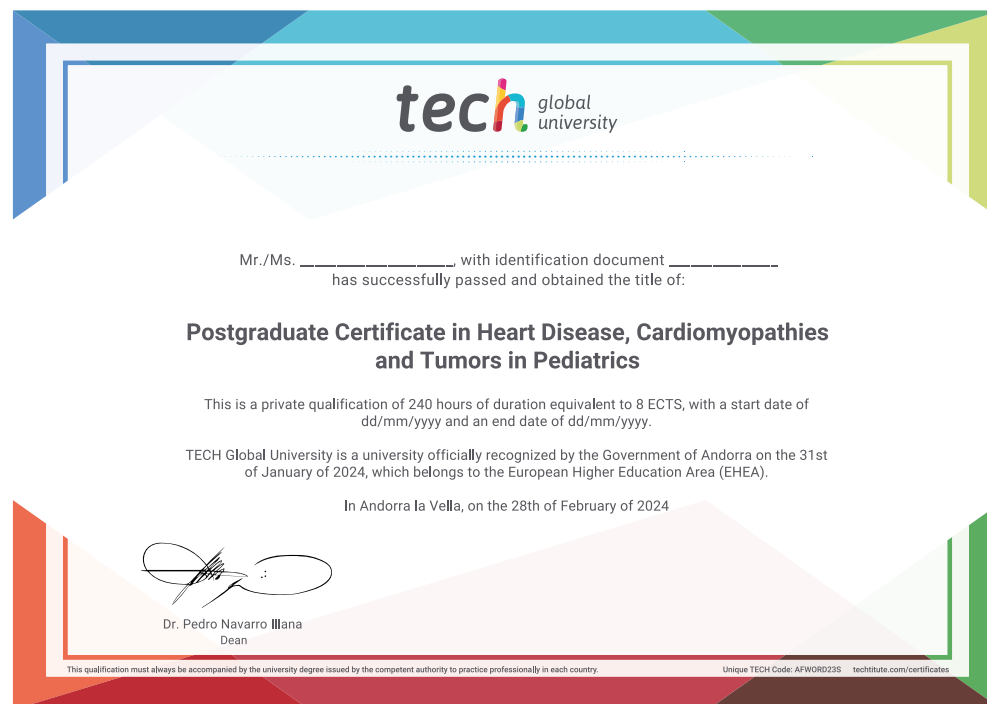 tech global university
Mr./Ms. ____________________, with identification document ______________
has successfully passed and obtained the title of:
Postgraduate Certificate in Heart Disease, Cardiomyopathies
and Tumors in Pediatrics
This is a private qualification of 240 hours of duration equivalent to 8 ECTS, with a start date of
dd/mm/yyyy and an end date of dd/mm/yyyy.
TECH Global University is a university officially recognized by the Government of Andorra on the 31st
of January of 2024, which belongs to the European Higher Education Area (EHEA).
In Andorra la Vella, on the 28th of February of 2024
Dr. Pedro Navarro Illana
Dean
This qualification must always be accompanied by the university degree issued by the competent authority to practice professionally in each country.
Unique TECH Code: AFWORD23S techtitute.com/certificates